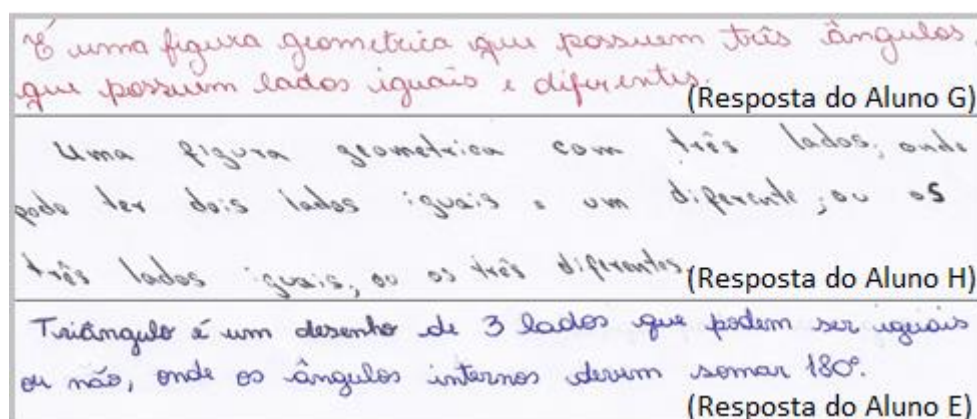 É uma figura geometrica que possuem três ângulos,
que possuem lados iguais e diferentes.
(Resposta do Aluno G)
Uma figura geometrica com três lados, onde
pode ter dois lados iguais e um diferente, ou os
três lados iguais, ou os três diferentes.
(Resposta do Aluno H)
Triângulo é um desenho de 3 lados que podem ser iguais
ou não, onde os ângulos internos devem somar 180°.
(Resposta do Aluno E)